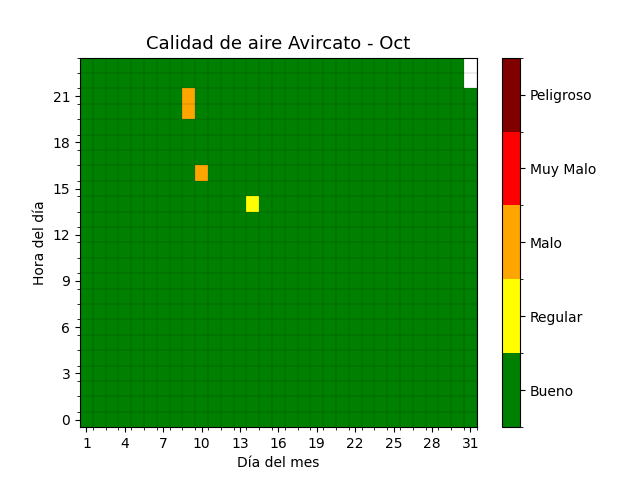 Calidad de aire Avircato - Oct
Hora del día
21
18
15
12
9
6
3
0
1 4 7 10 13 16 19 22 25 28 31
Día del mes
Peligroso
Muy Malo
Malo
Regular
Bueno